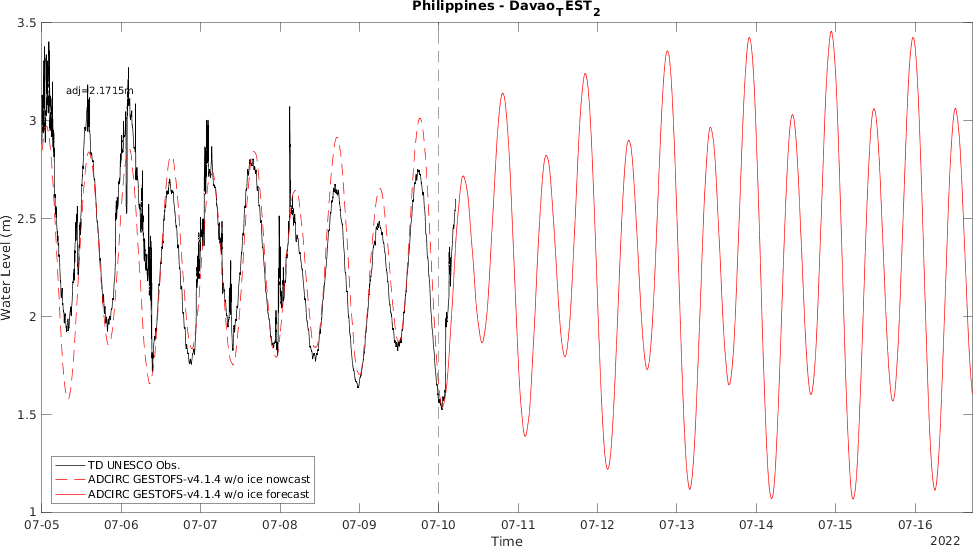 Philippines - Davao_TEST_2
3.5
adj=2.1715m
3
2.5
Water Level (m)
2
1.5
TD UNESCO Obs.
ADCIRC GESTOFS-v4.1.4 w/o ice nowcast
ADCIRC GESTOFS-v4.1.4 w/o ice forecast
1
07-05 07-06 07-07 07-08 07-09 07-10 07-11 07-12 07-13 07-14 07-15 07-16
Time
2022